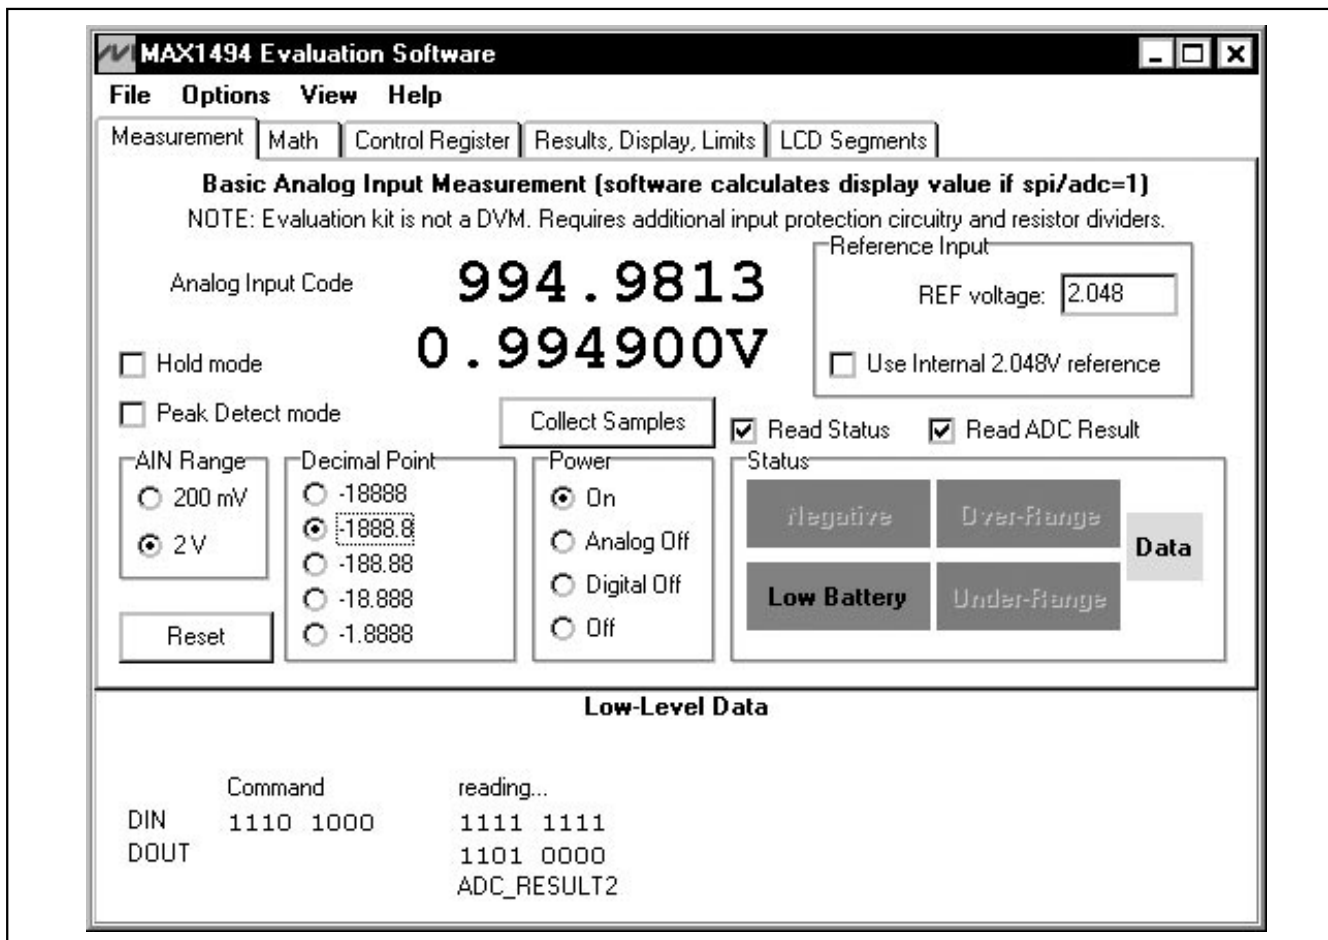 MAX1494 Evaluation Software
File Options View Help
Measurement Math Control Register Results, Display, Limits LCD Segments
Basic Analog Input Measurement (software calculates display value if spi/adc=1)
NOTE: Evaluation kit is not a DVM. Requires additional input protection circuitry and resistor dividers.
Reference Input
Analog Input Code 994.9813
REF voltage: 2.048
0.994900V
Hold mode
Use Internal 2.048V reference
Peak Detect mode
Collect Samples
Read Status Read ADC Result
AIN Range
200 mV
2 V
Reset
Decimal Point
-18888
-1888.8
-188.88
-18.888
-1.8888
Power
On
Analog Off
Digital Off
Off
Status
Negative Over-Range
Data
Low Battery Under-Range
Low-Level Data
Command reading...
DIN 1110 1000 1111 1111
DOUT 1101 0000
ADC_RESULT2